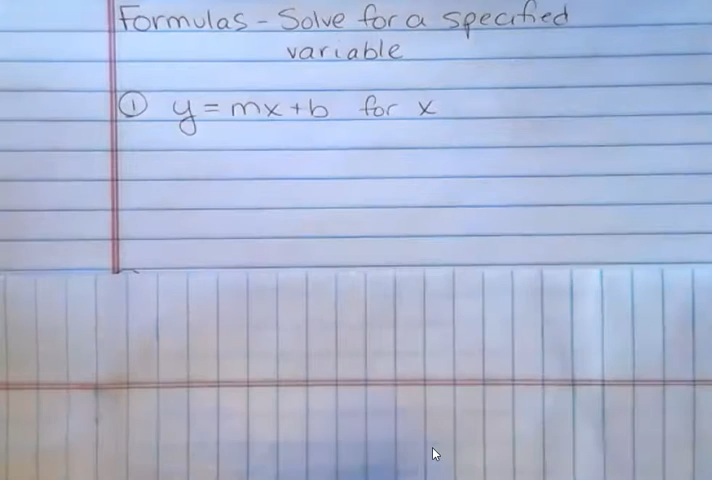 Formulas - Solve for a specified
variable
① y = mx + b for x